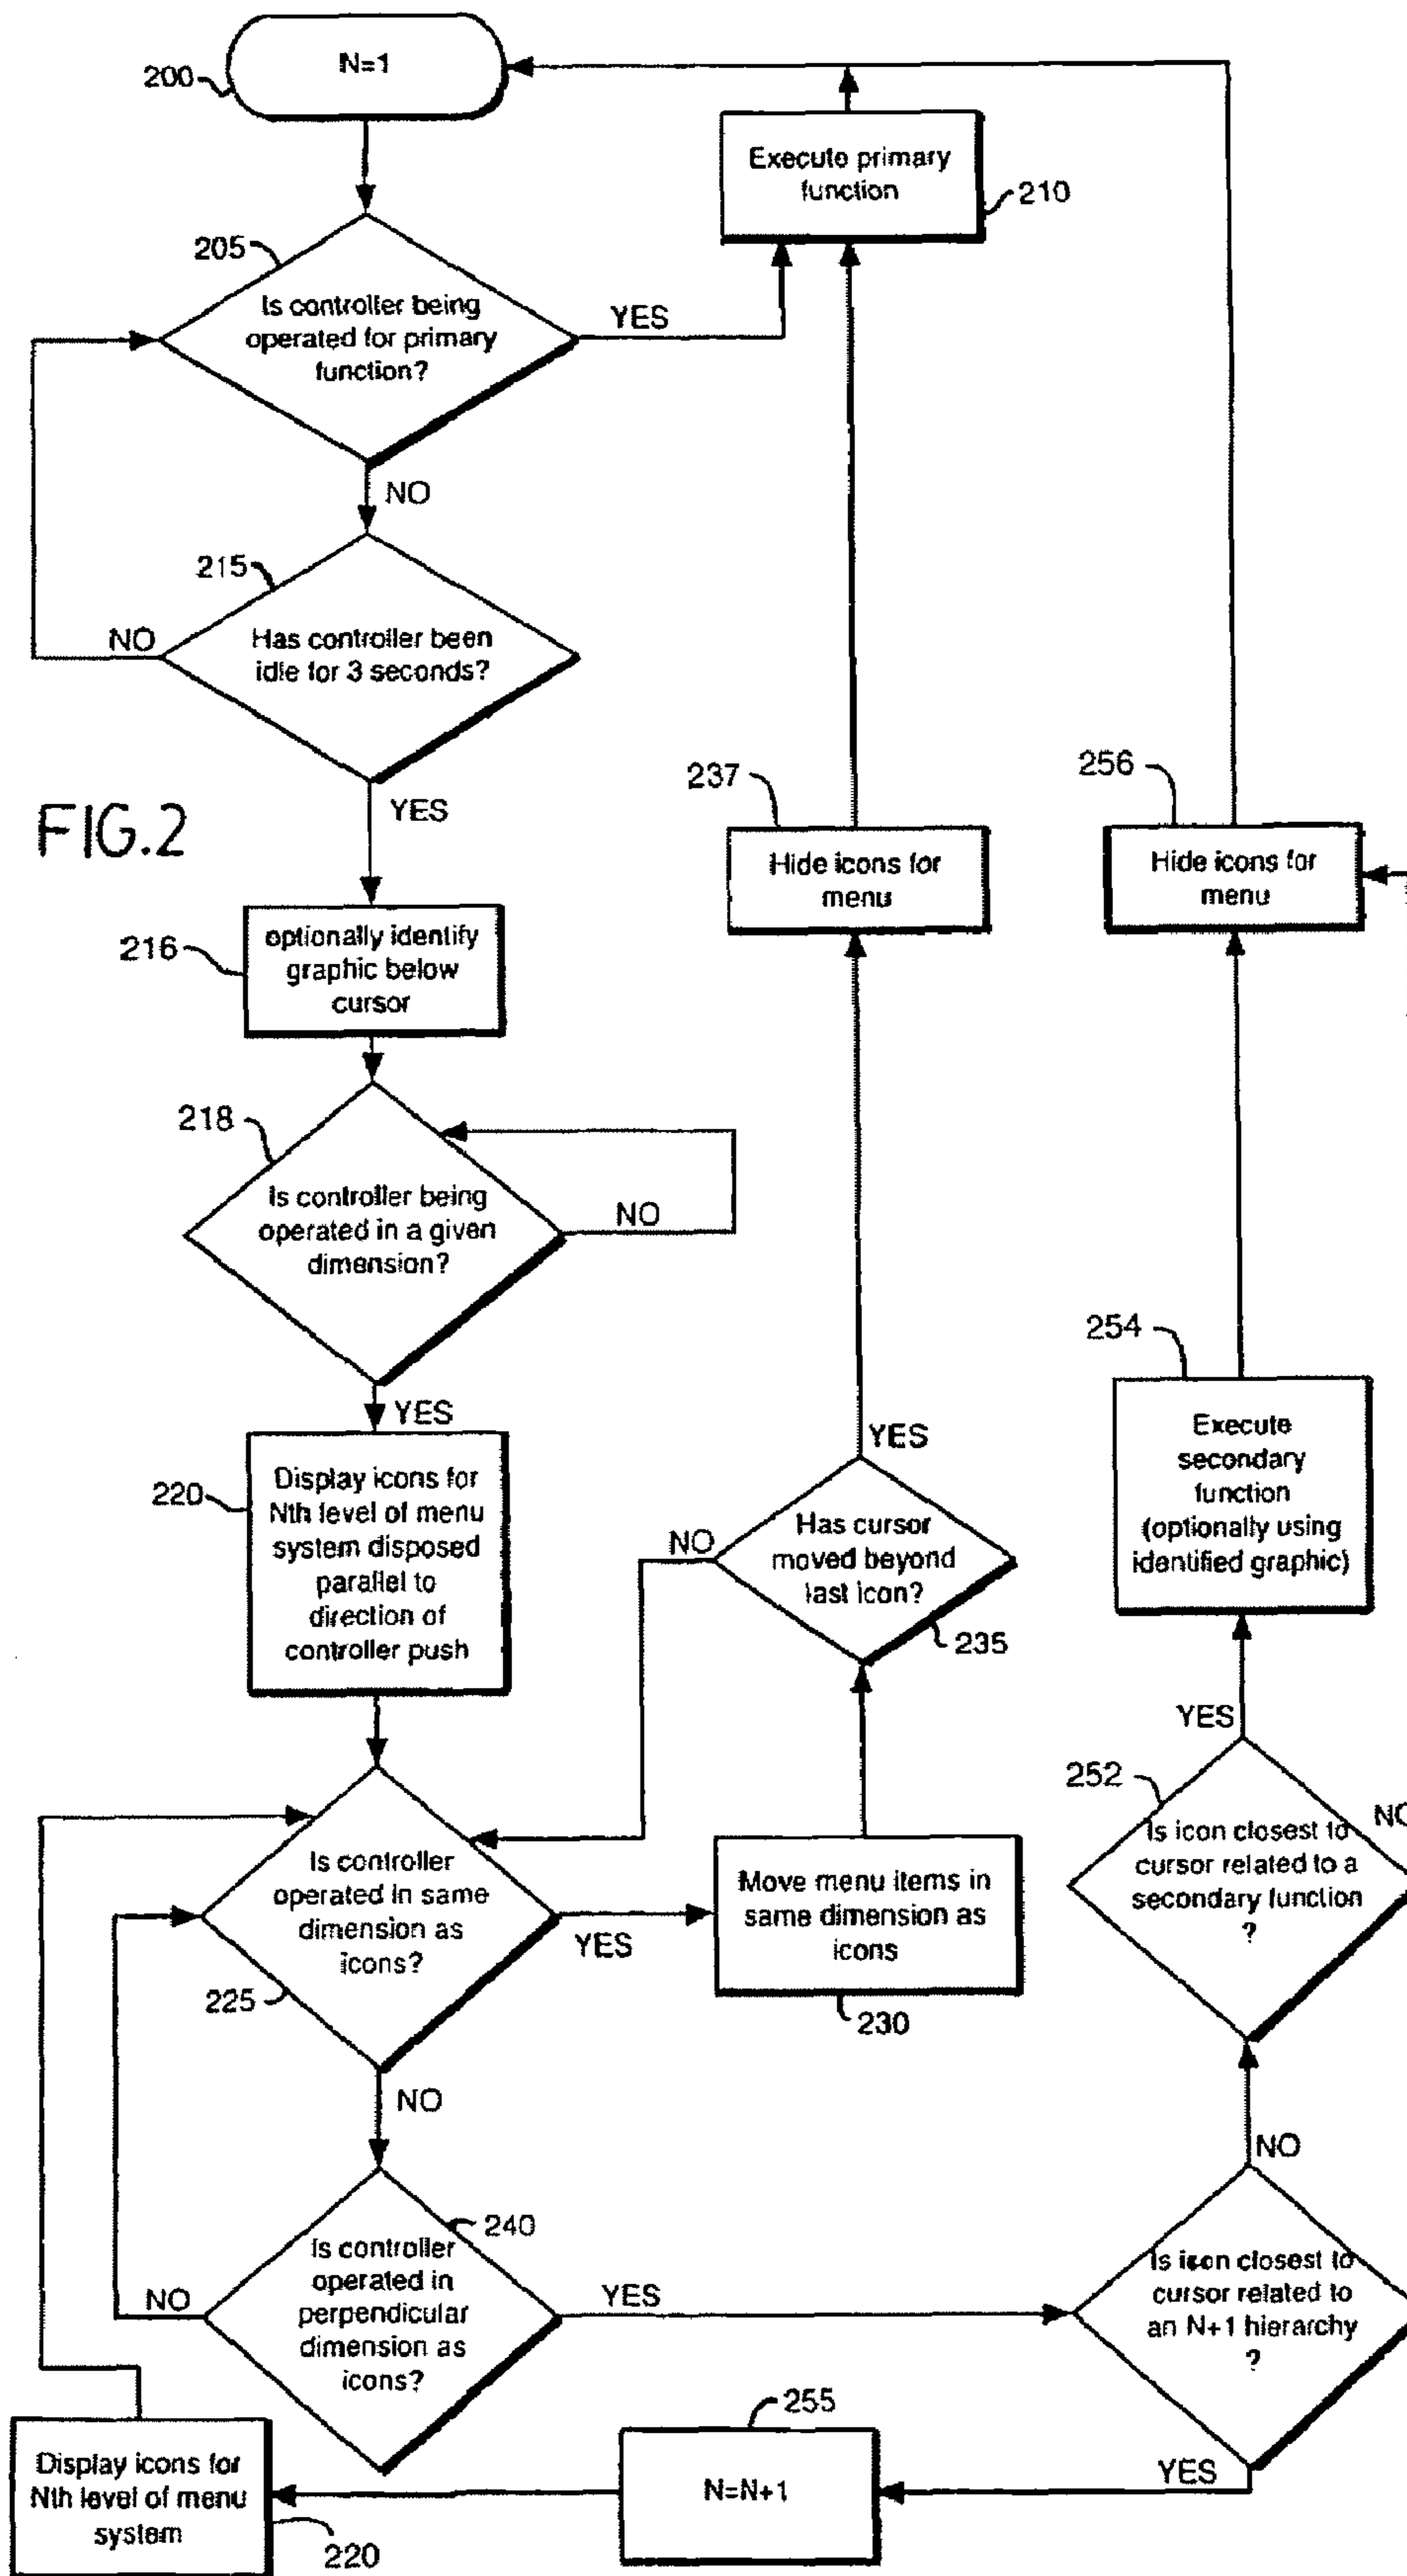 N=1
200
Execute primary
function
210
205
Is controller being
operated for primary
function?
YES
NO
215
Has controller been
idle for 3 seconds?
NO
YES
FIG.2
237
Hide icons for
menu
256
Hide icons for
menu
216
optionally identify
graphic below
cursor
218
Is controller being
operated in a given
dimension?
NO
YES
220
Display icons for
Nth level of menu
system disposed
parallel to
direction of
controller push
254
Execute
secondary
function
(optionally using
identified graphic)
YES
NO
Has cursor
moved beyond
last icon?
235
YES
252
Is icon closest to
cursor related to a
secondary function
?
NO
Is controller
operated in same
dimension as
icons?
225
YES
Move menu items in
same dimension as
icons
230
NO
NO
240
Is controller
operated in
perpendicular
dimension as
icons?
NO
YES
Is icon closest to
cursor related to
an N+1 hierarchy
?
YES
255
N=N+1
Display icons for
Nth level of menu
system
220